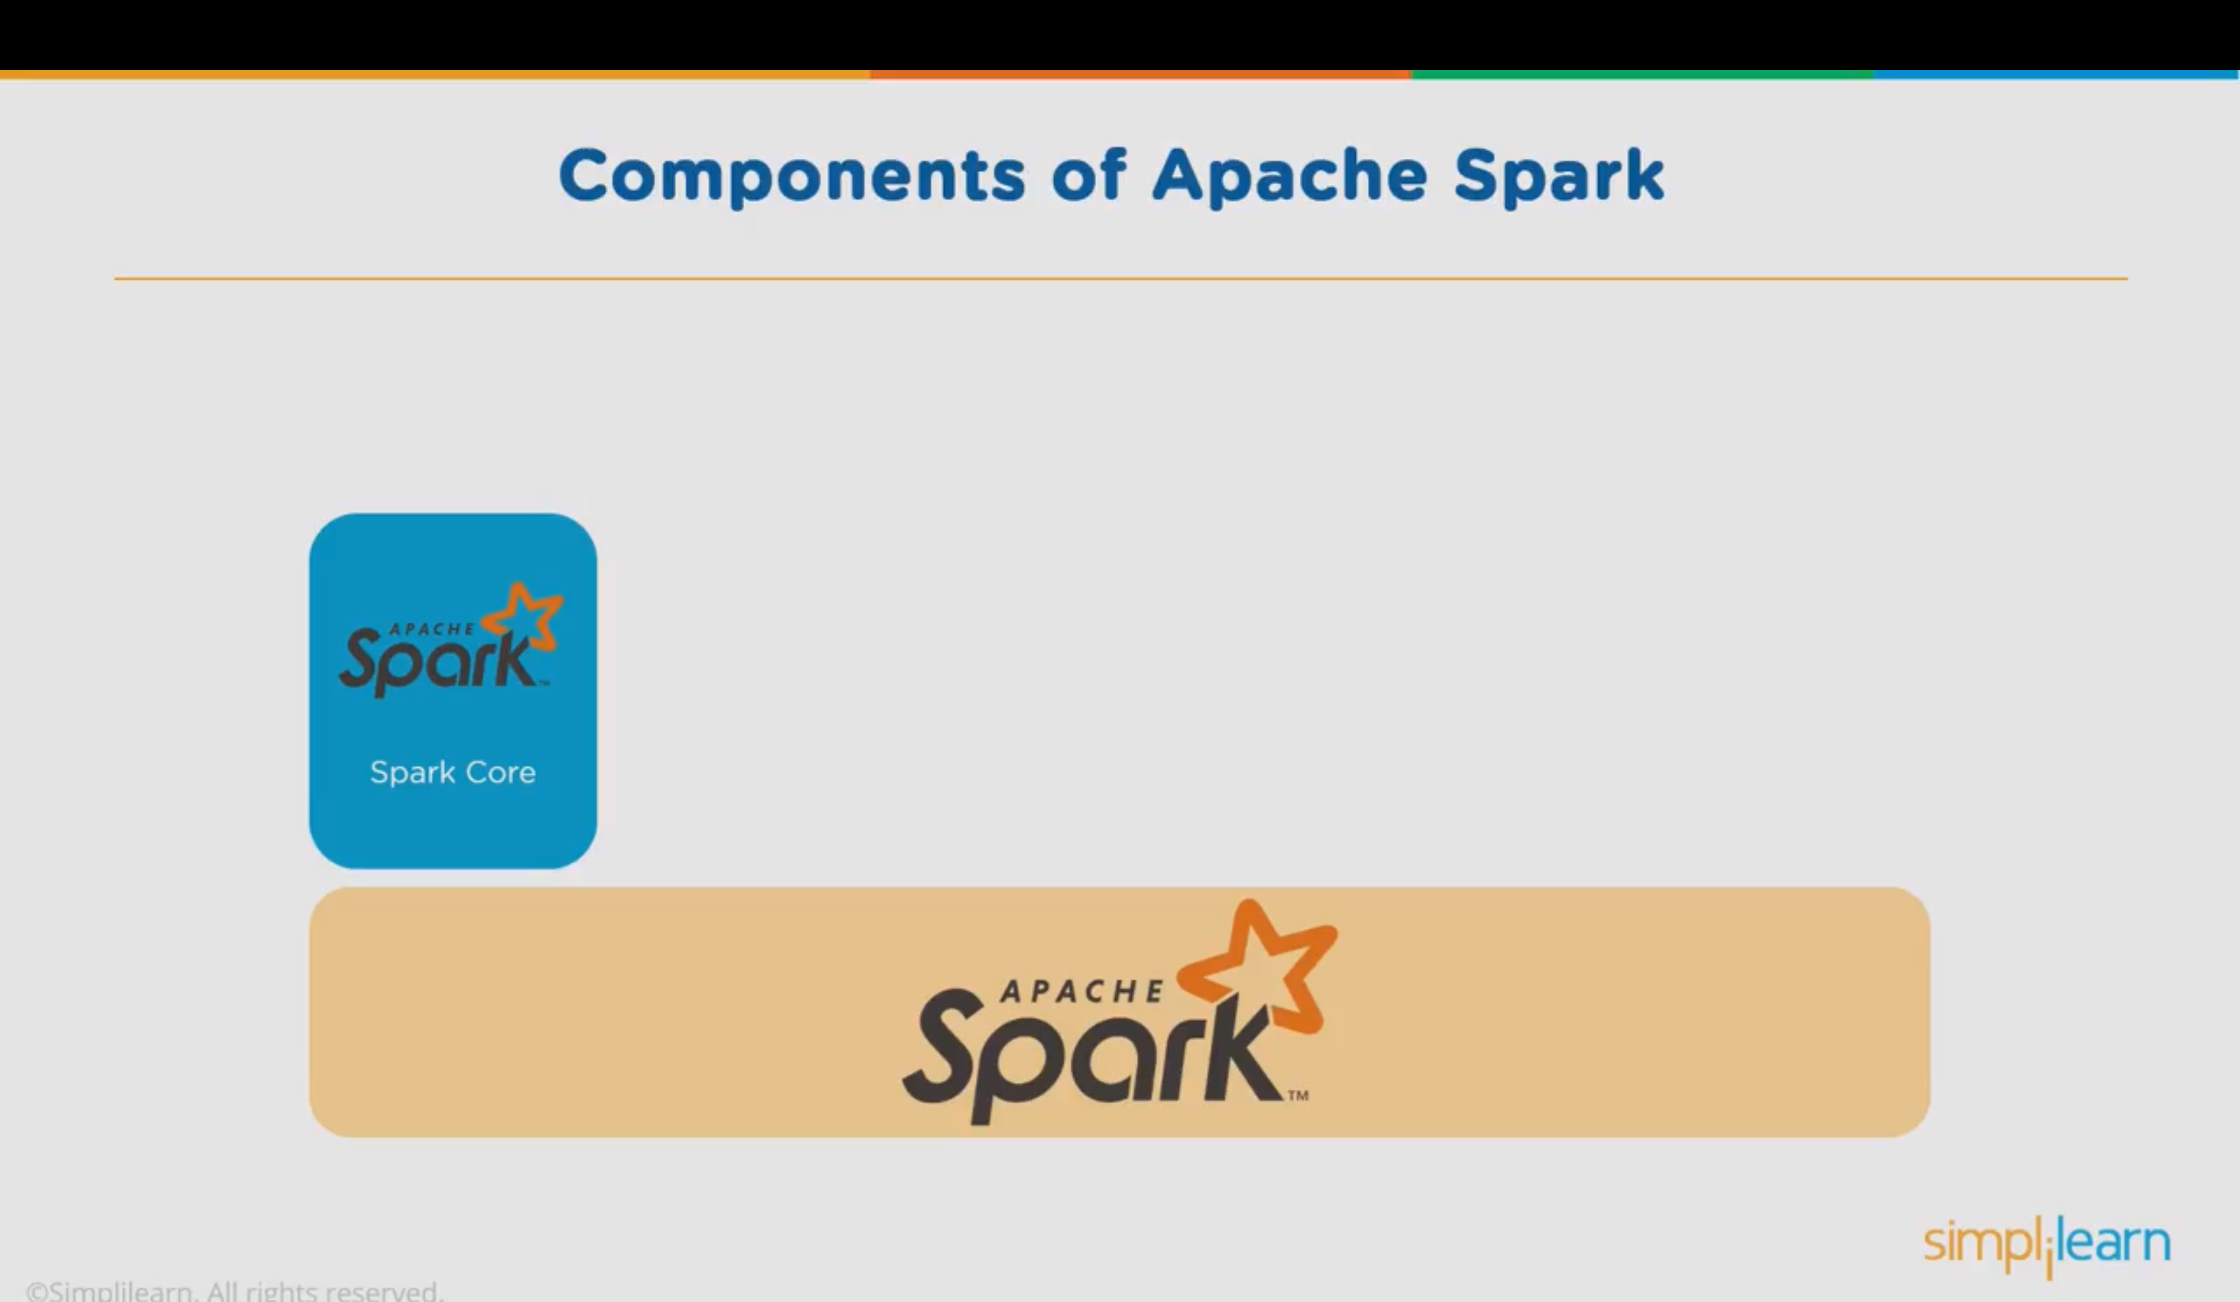 Components of Apache Spark
APACHE
Spark™
Spark Core
APACHE
Spark™
simplilearn
©Simplilearn. All rights reserved.